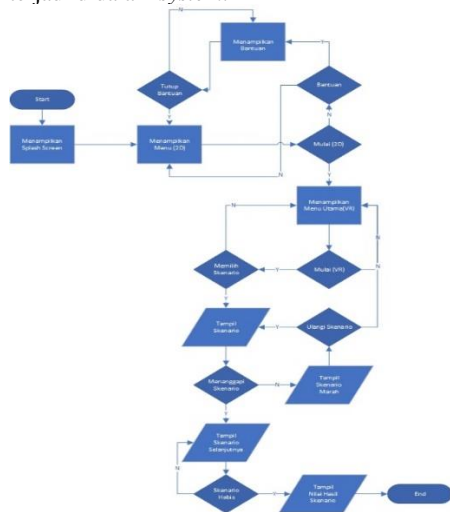 Menampilkan
Bantuan
Y
N
Tutup
Bantuan
Bantuan
Start
Y
N
N
Menampilkan
Splash Screen
Menampilkan
Menu (2D)
Mulai (2D)
N
Y
Menampilkan
Menu Utama(VR)
N
N
Memilih
Skenario
Y
Mulai (VR)
Y
Tampil
Skenario
Y
Ulangi Skenario
Menanggapi
Skenario
N
Tampil
Skenario
Marah
Y
Tampil
Skenario
Selanjutnya
N
Skenario
Habis
Y
Tampil
Nilai Hasil
Skenario
End